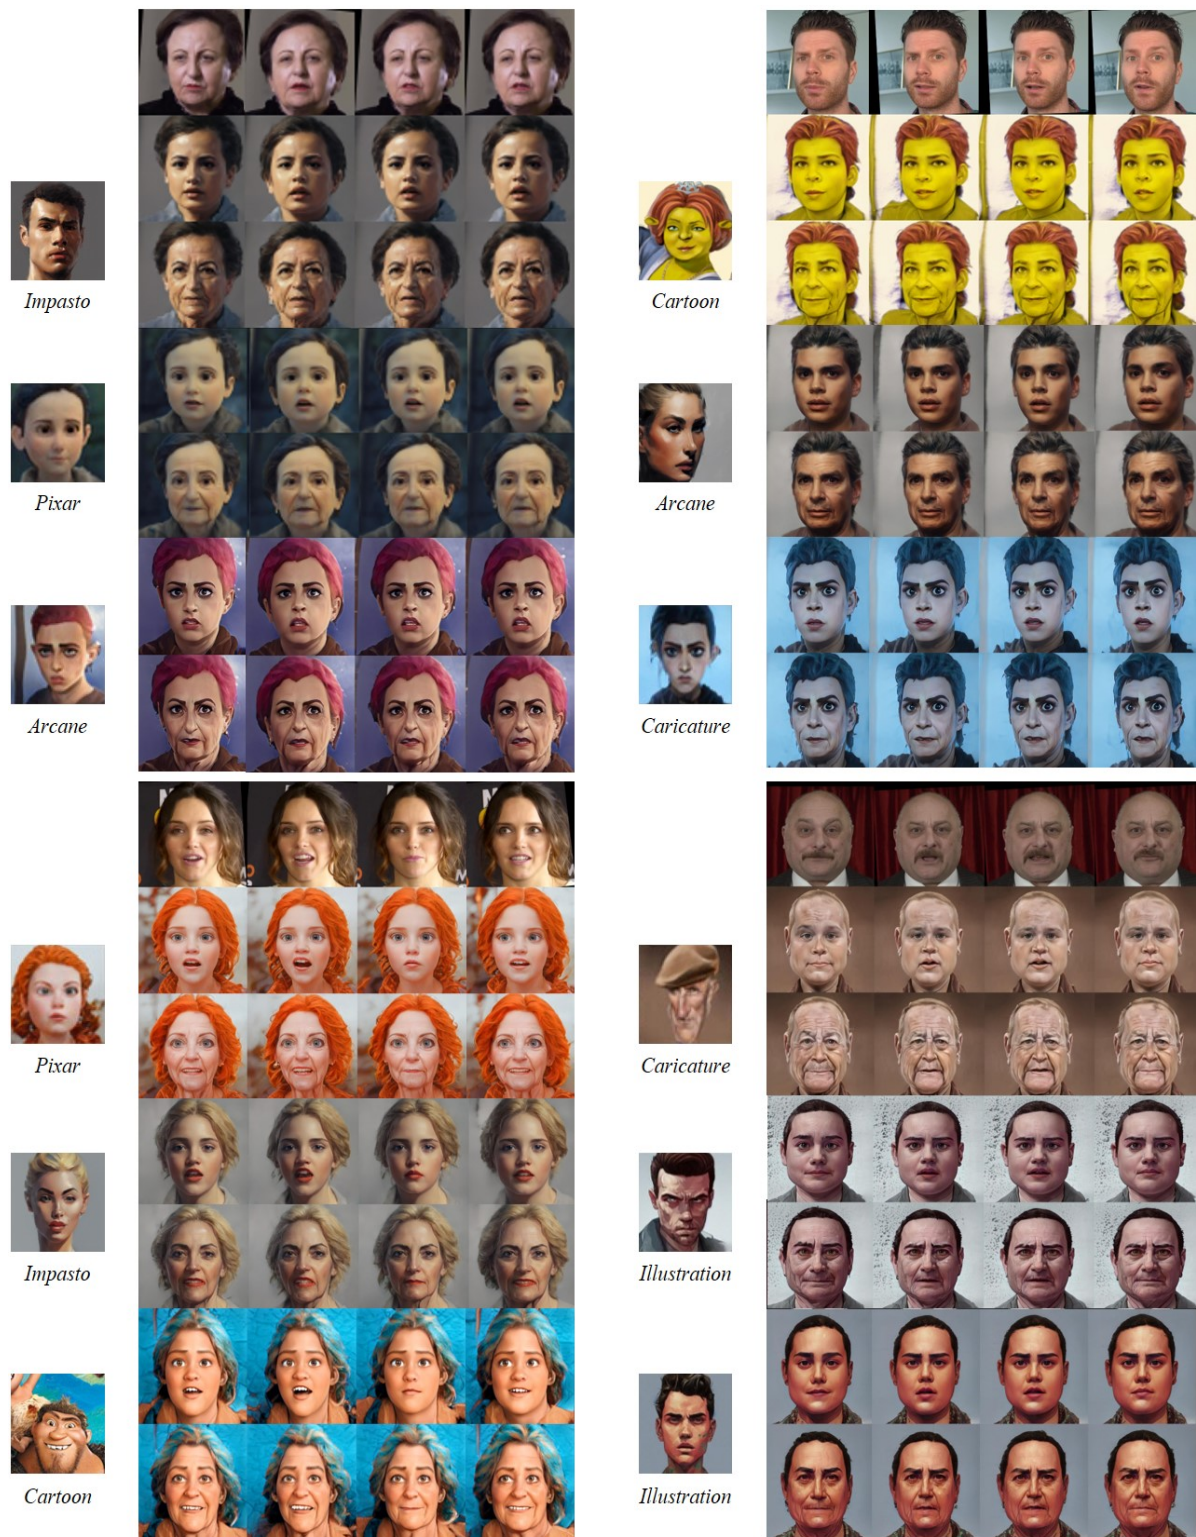 Impasto
Pixar
Arcane
Cartoon
Arcane
Caricature
Pixar
Impasto
Cartoon
Caricature
Illustration
Illustration